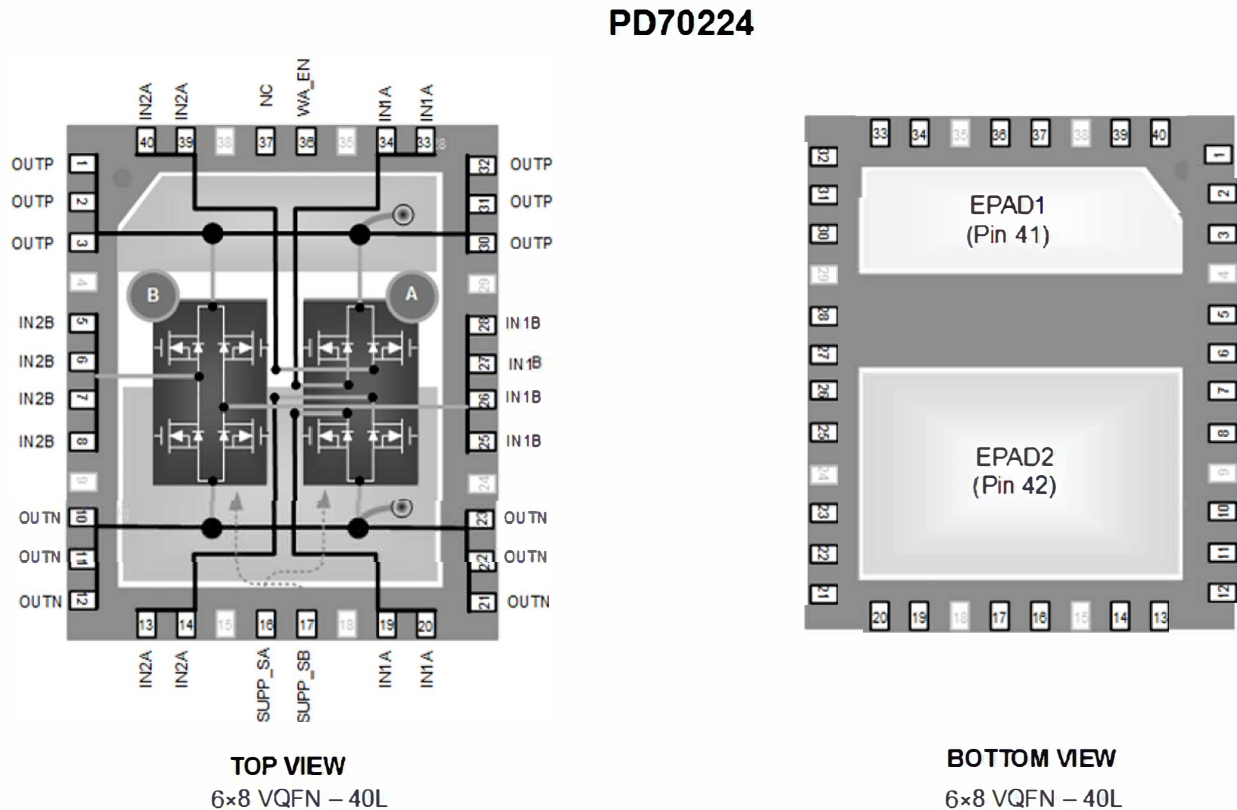 PD70224
IN2A IN2A NC WA_EN IN1A IN1A
40 39 38 37 36 35 34 33 28
OUTP 1 32 OUTP
OUTP 2 31 OUTP
OUTP 3 30 OUTP
4 29
B A
IN2B 5 28 IN1B
IN2B 6 27 IN1B
IN2B 7 26 IN1B
IN2B 8 25 IN1B
9 24
OUTN 10 23 OUTN
OUTN 11 22 OUTN
OUTN 12 21 OUTN
13 14 15 16 17 18 19 20
IN2A IN2A SUPP_SA SUPP_SB IN1A IN1A
TOP VIEW
6×8 VQFN – 40L
33 34 35 36 37 38 39 40
32 1
31 2
30 3
29 4
28 5
27 6
26 7
25 8
24 9
23 10
22 11
21 12
EPAD1
(Pin 41)
EPAD2
(Pin 42)
20 19 18 17 16 15 14 13
BOTTOM VIEW
6×8 VQFN – 40L